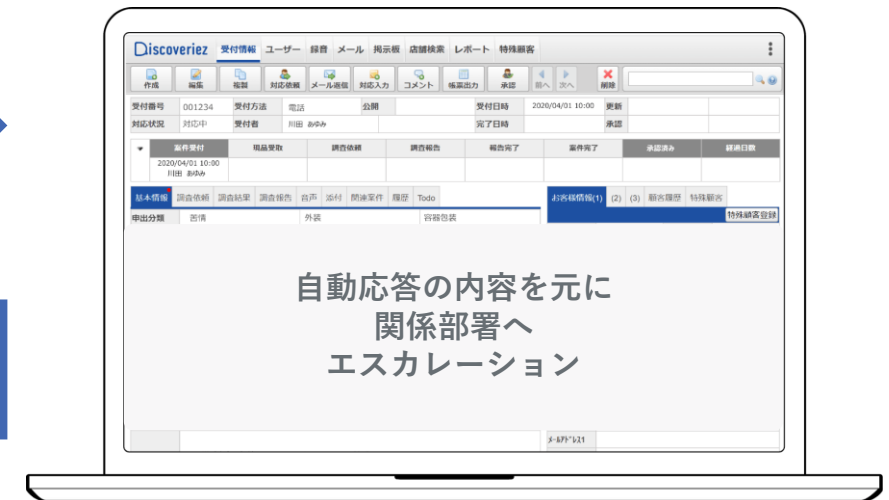 Discoveriez 受付情報 ユーザー 録音 メール 掲示板 店舗検索 レポート 特殊顧客
作成 編集 複製 対応依頼 メール返信 対応入力 コメント 帳票出力 承認 前へ 次へ 削除
受付番号 001234 受付方法 電話 公開 受付日時 2020/04/01 10:00 更新
対応状況 対応中 受付者 川田 あゆみ 完了日時 承認
案件受付 現品受取 調査依頼 調査報告 報告完了 案件完了 承認済み 経過日数
2020/04/01 10:00
川田 あゆみ
基本情報 調査依頼 調査結果 調査報告 音声 添付 関連案件 履歴 Todo お客様情報(1) (2) (3) 顧客履歴 特殊顧客
特殊顧客登録
申出分類 苦情 外装 容器包装
自動応答の内容を元に
関係部署へ
エスカレーション
メールアドレス1